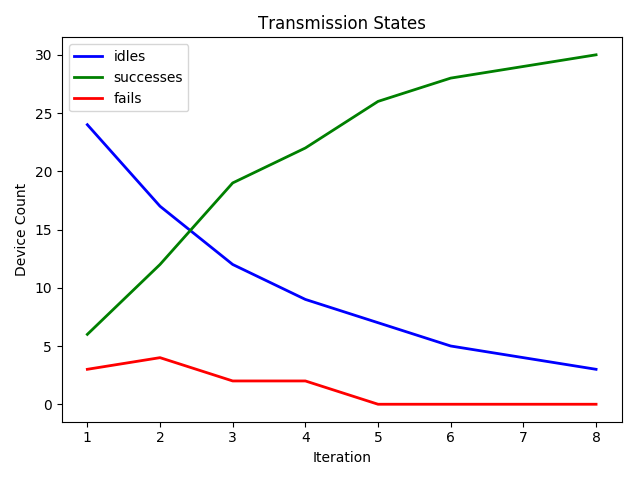 Transmission States
idles
successes
fails
30
25
20
15
10
5
0
Device Count
1 2 3 4 5 6 7 8
Iteration